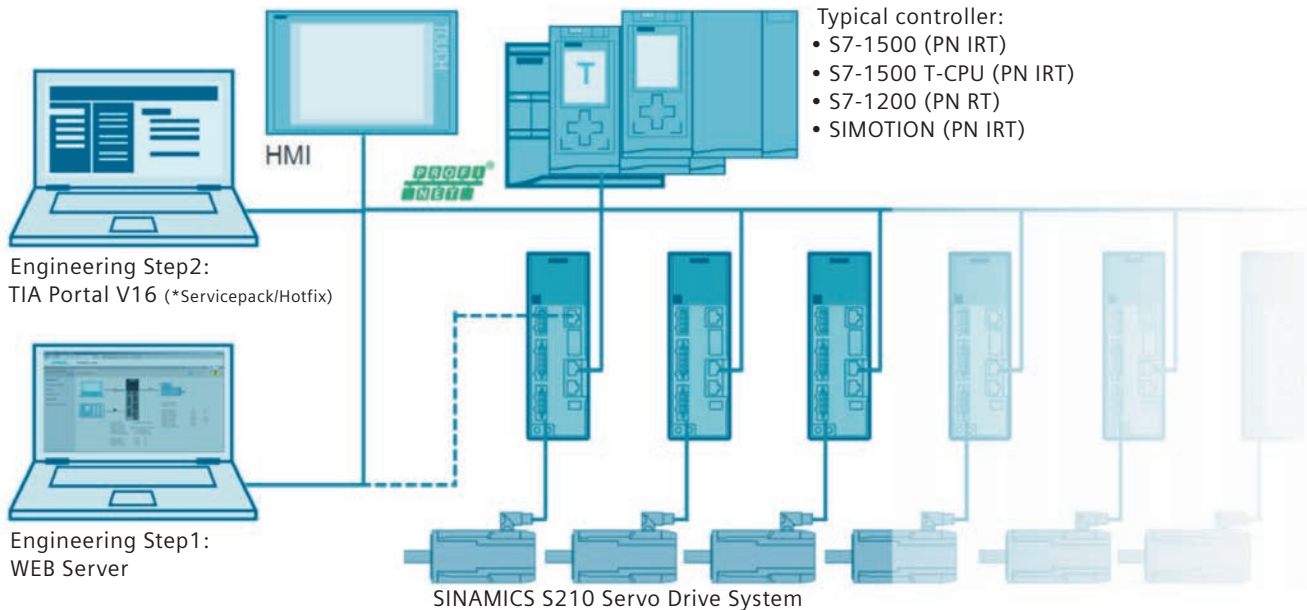 Typical controller:
• S7-1500 (PN IRT)
• S7-1500 T-CPU (PN IRT)
• S7-1200 (PN RT)
• SIMOTION (PN IRT)
TOUCH
T
HMI
PROFI
NET
Engineering Step2:
TIA Portal V16 (*Servicepack/Hotfix)
Engineering Step1:
WEB Server
SINAMICS S210 Servo Drive System